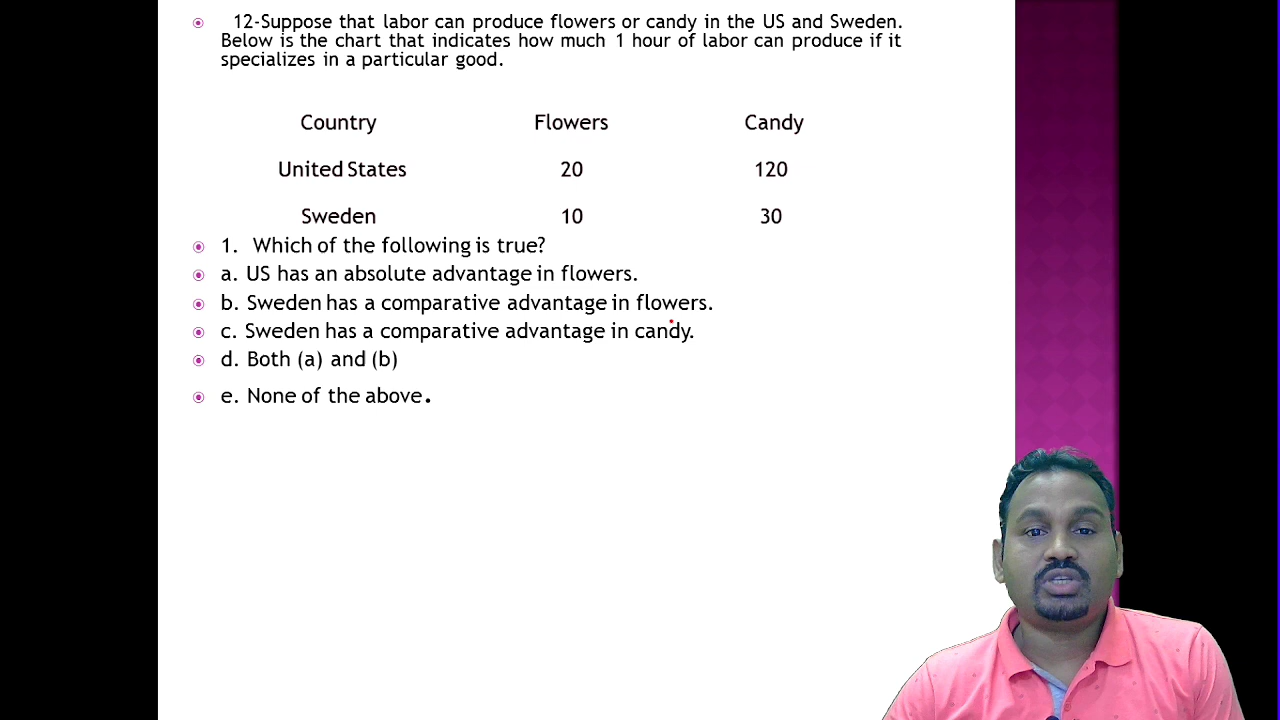 12-Suppose that labor can produce flowers or candy in the US and Sweden.
Below is the chart that indicates how much 1 hour of labor can produce if it
specializes in a particular good.
Country Flowers Candy
United States 20 120
Sweden 10 30
1. Which of the following is true?
a. US has an absolute advantage in flowers.
b. Sweden has a comparative advantage in flowers.
c. Sweden has a comparative advantage in candy.
d. Both (a) and (b)
e. None of the above.